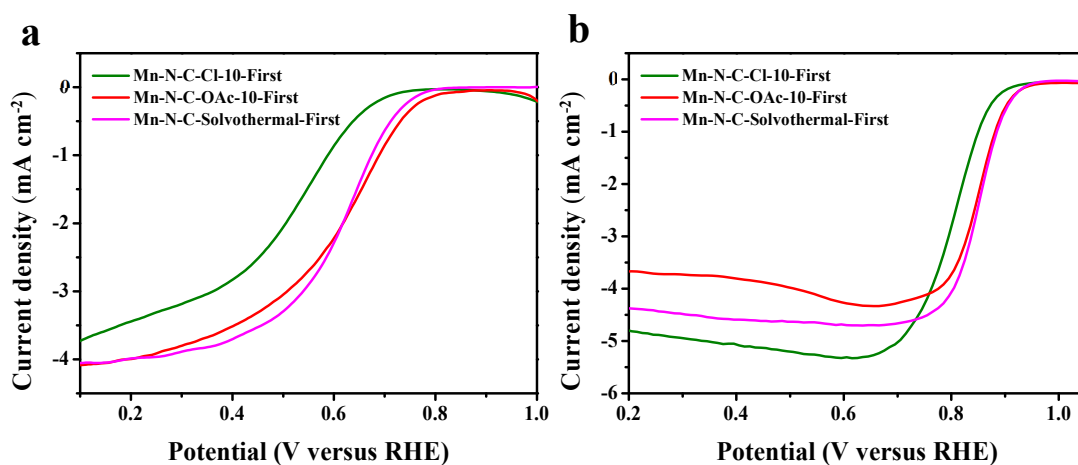 a
Mn-N-C-Cl-10-First
Mn-N-C-OAc-10-First
Mn-N-C-Solvothermal-First
0
-1
-2
-3
-4
Current density (mA cm-2)
0.2 0.4 0.6 0.8 1.0
Potential (V versus RHE)
b
Mn-N-C-Cl-10-First
Mn-N-C-OAc-10-First
Mn-N-C-Solvothermal-First
0
-1
-2
-3
-4
-5
-6
Current density (mA cm-2)
0.2 0.4 0.6 0.8 1.0
Potential (V versus RHE)